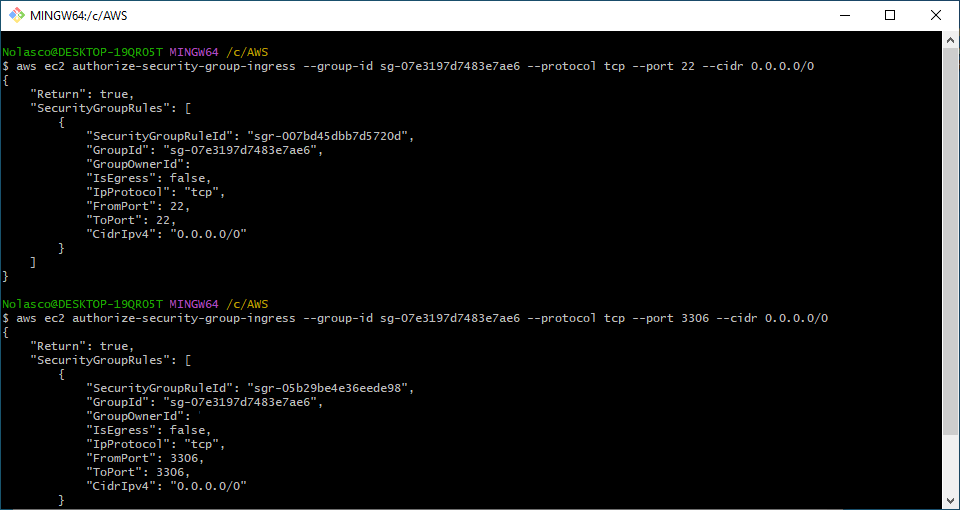 MINGW64:/c/AWS
Nolasco@DESKTOP-19QRO5T MINGW64 /c/AWS
$ aws ec2 authorize-security-group-ingress --group-id sg-07e3197d7483e7ae6 --protocol tcp --port 22 --cidr 0.0.0.0/0
{
    "Return": true,
    "SecurityGroupRules": [
        {
            "SecurityGroupRuleId": "sgr-007bd45dbb7d5720d",
            "GroupId": "sg-07e3197d7483e7ae6",
            "GroupOwnerId":
            "IsEgress": false,
            "IpProtocol": "tcp",
            "FromPort": 22,
            "ToPort": 22,
            "CidrIpv4": "0.0.0.0/0"
        }
    ]
}
Nolasco@DESKTOP-19QRO5T MINGW64 /c/AWS
$ aws ec2 authorize-security-group-ingress --group-id sg-07e3197d7483e7ae6 --protocol tcp --port 3306 --cidr 0.0.0.0/0
{
    "Return": true,
    "SecurityGroupRules": [
        {
            "SecurityGroupRuleId": "sgr-05b29be4e36eede98",
            "GroupId": "sg-07e3197d7483e7ae6",
            "GroupOwnerId":
            "IsEgress": false,
            "IpProtocol": "tcp",
            "FromPort": 3306,
            "ToPort": 3306,
            "CidrIpv4": "0.0.0.0/0"
        }